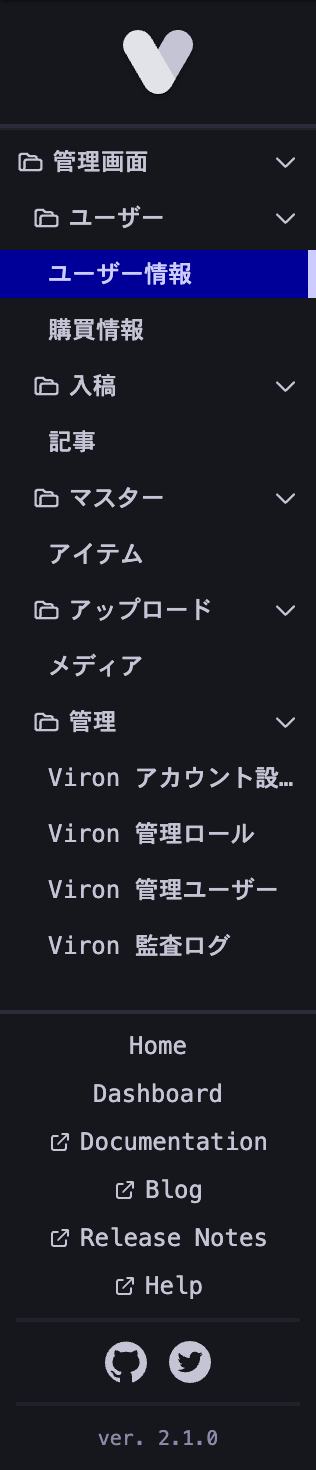 管理画面
ユーザー
ユーザー情報
購買情報
入稿
記事
マスター
アイテム
アップロード
メディア
管理
Viron アカウント設…
Viron 管理ロール
Viron 管理ユーザー
Viron 監査ログ
Home
Dashboard
Documentation
Blog
Release Notes
Help
ver. 2.1.0